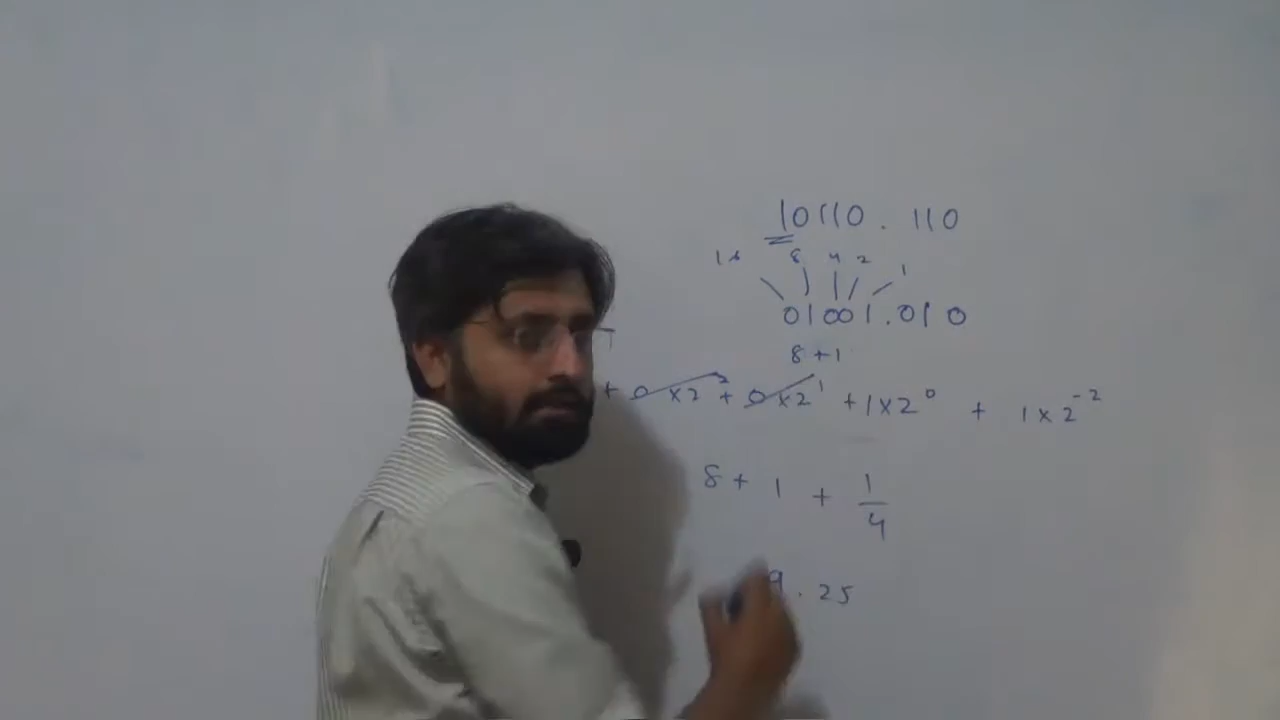 10110 . 110
16 8 4 2 1
01001.010
8 + 1
+ 0 x 2² + 0 x 2¹ + 1 x 2⁰ + 1 x 2⁻²
8 + 1 + 1/4
9 . 25